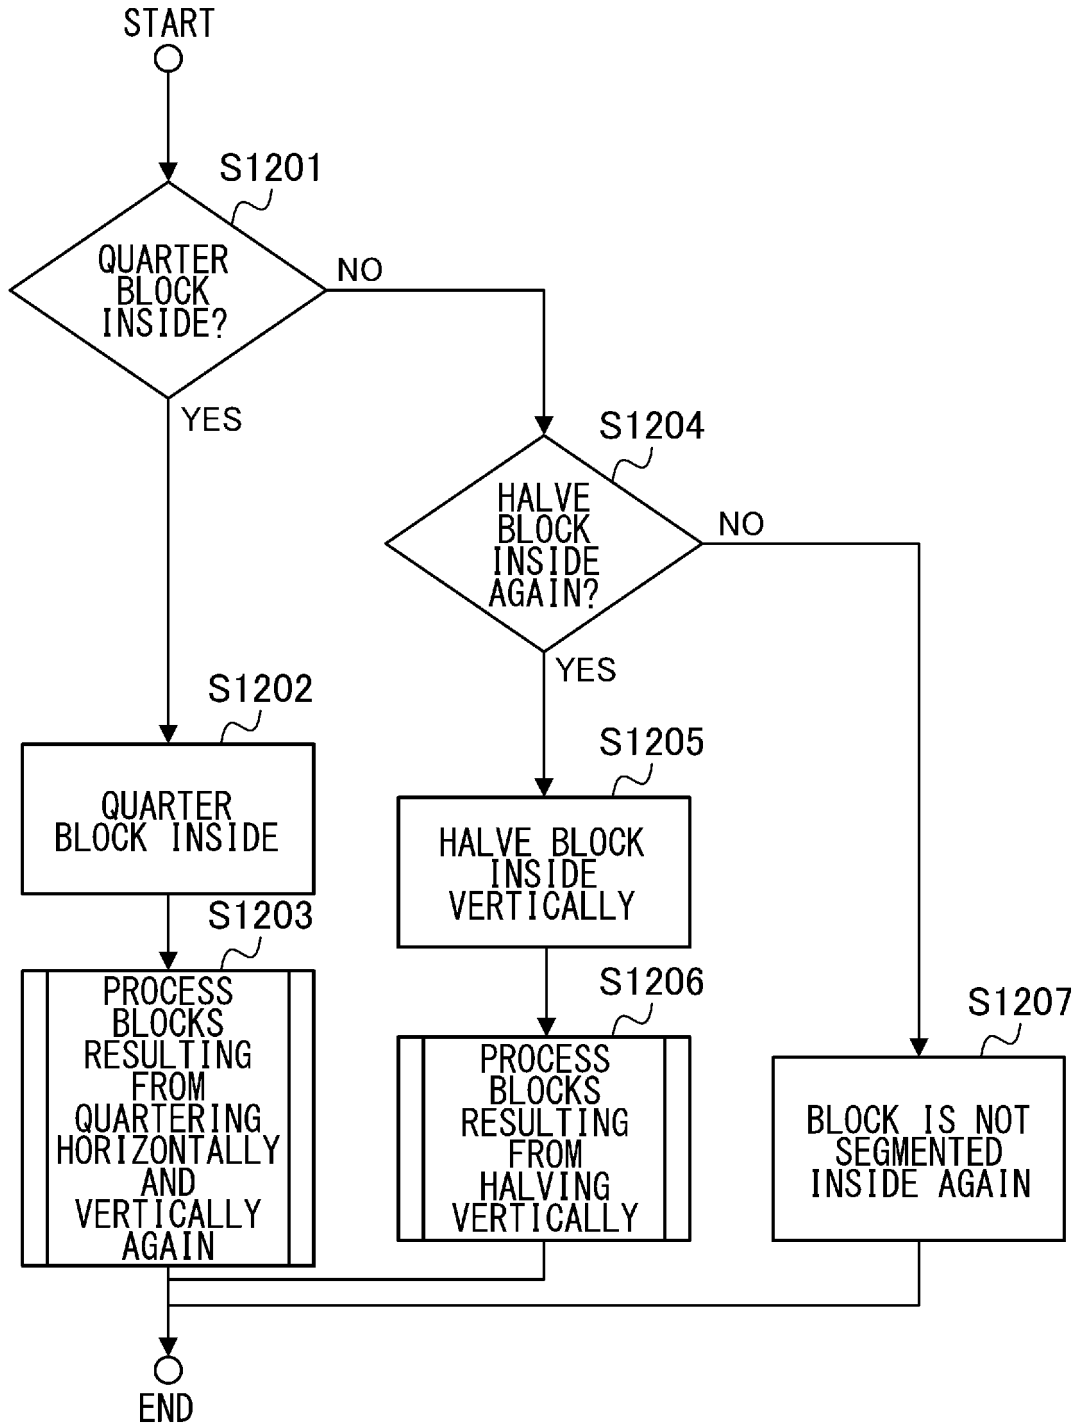 START
S1201
QUARTER
BLOCK
INSIDE?
NO
YES
S1204
HALVE
BLOCK
INSIDE
AGAIN?
NO
YES
S1202
QUARTER
BLOCK INSIDE
S1205
HALVE BLOCK
INSIDE
VERTICALLY
S1203
PROCESS
BLOCKS
RESULTING
FROM
QUARTERING
HORIZONTALLY
AND
VERTICALLY
AGAIN
S1206
PROCESS
BLOCKS
RESULTING
FROM
HALVING
VERTICALLY
S1207
BLOCK IS NOT
SEGMENTED
INSIDE AGAIN
END